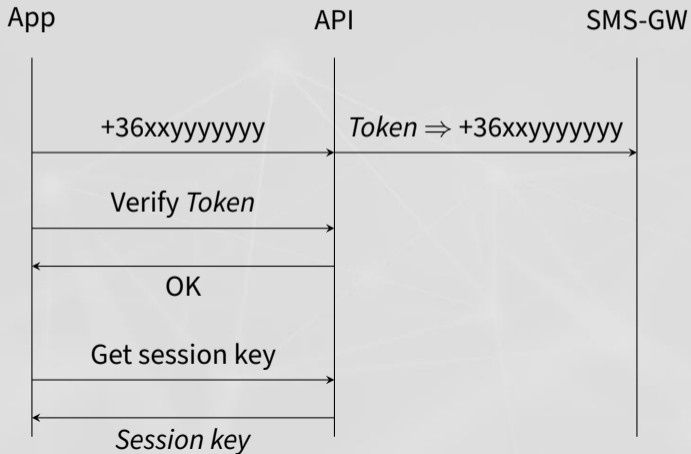 App API SMS-GW
+36xxyyyyyyy Token ⇒ +36xxyyyyyyy
Verify Token
OK
Get session key
Session key